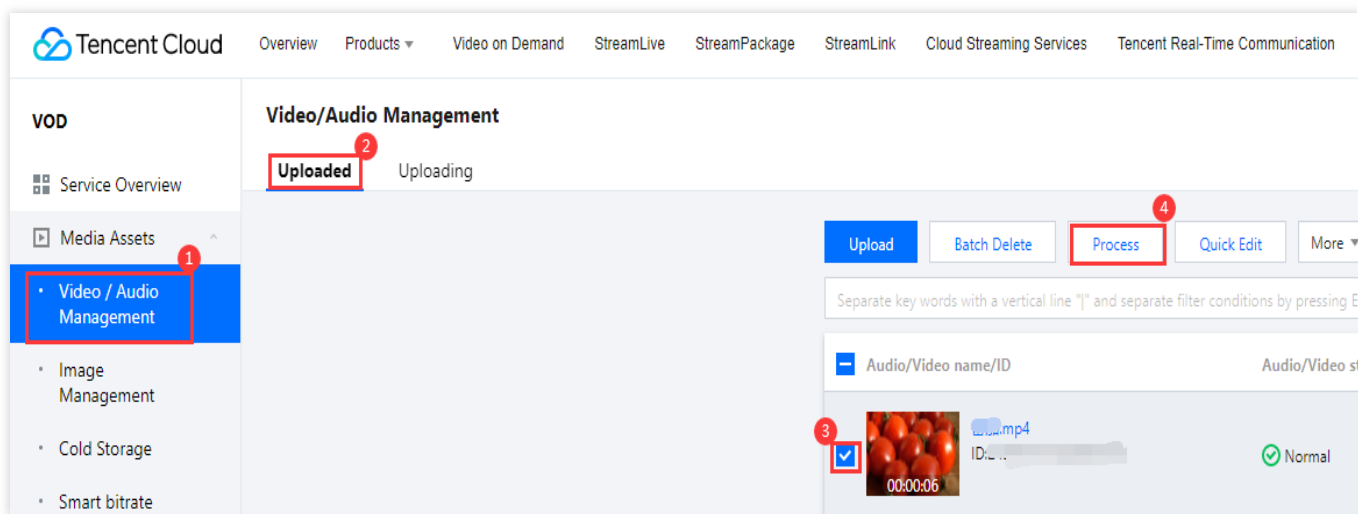 Tencent Cloud Overview Products Video on Demand StreamLive StreamPackage StreamLink Cloud Streaming Services Tencent Real-Time Communication
VOD
Service Overview
Media Assets
1
Video / Audio
Management
Image
Management
Cold Storage
Smart bitrate
Video/Audio Management
2
Uploaded Uploading
4
Upload Batch Delete Process Quick Edit More
Separate key words with a vertical line "|" and separate filter conditions by pressing E
Audio/Video name/ID Audio/Video st
3
.mp4
ID:
00:00:06
Normal